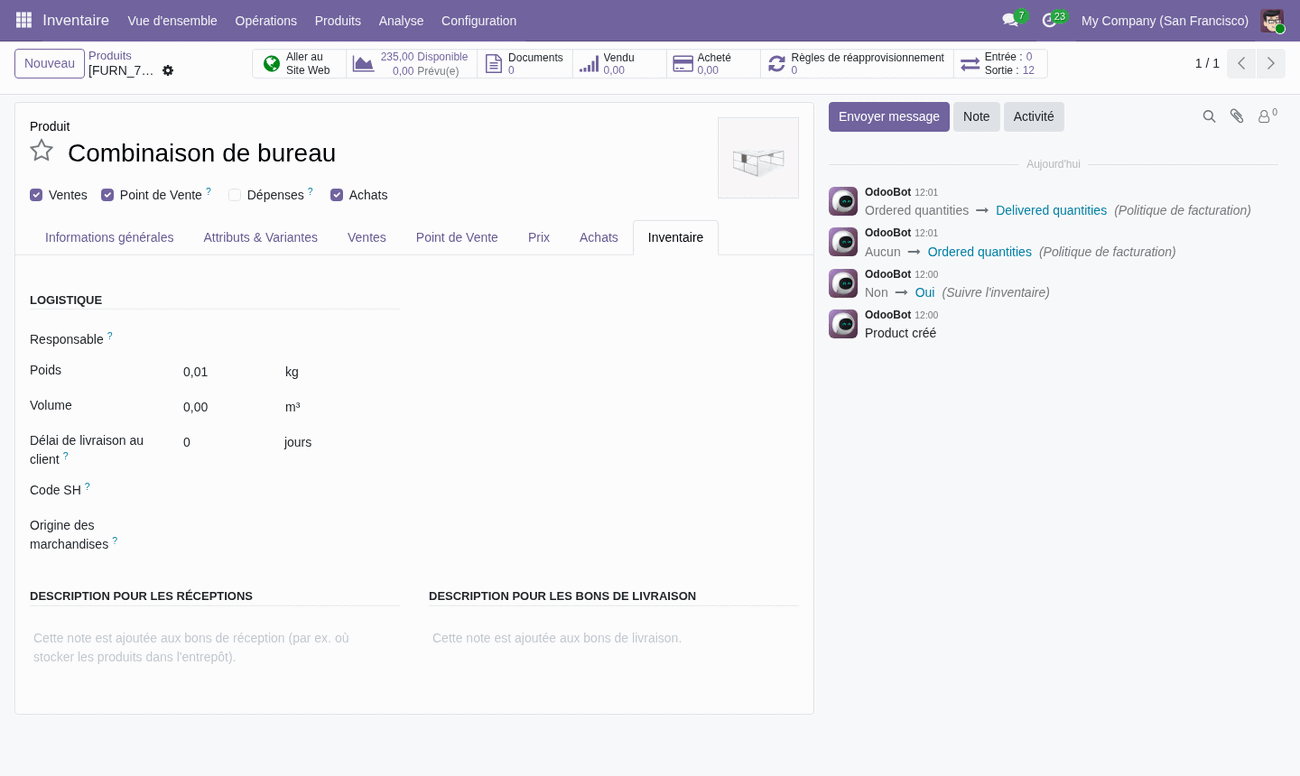 Inventaire Vue d'ensemble Opérations Produits Analyse Configuration 7 23 My Company (San Francisco)
Nouveau
Produits
[FURN_7...
Aller au
Site Web
235,00 Disponible
0,00 Prévu(e)
Documents
0
Vendu
0,00
Acheté
0,00
Règles de réapprovisionnement
0
Entrée : 0
Sortie : 12
1 / 1
Produit
Combinaison de bureau
Ventes Point de Vente ? Dépenses ? Achats
Informations générales Attributs & Variantes Ventes Point de Vente Prix Achats Inventaire
LOGISTIQUE
Responsable ?
Poids 0,01 kg
Volume 0,00 m³
Délai de livraison au
client ? 0 jours
Code SH ?
Origine des
marchandises ?
DESCRIPTION POUR LES RÉCEPTIONS
Cette note est ajoutée aux bons de réception (par ex. où
stocker les produits dans l'entrepôt).
DESCRIPTION POUR LES BONS DE LIVRAISON
Cette note est ajoutée aux bons de livraison.
Envoyer message Note Activité 0
Aujourd'hui
OdooBot 12:01
Ordered quantities → Delivered quantities (Politique de facturation)
OdooBot 12:01
Aucun → Ordered quantities (Politique de facturation)
OdooBot 12:00
Non → Oui (Suivre l'inventaire)
OdooBot 12:00
Product créé